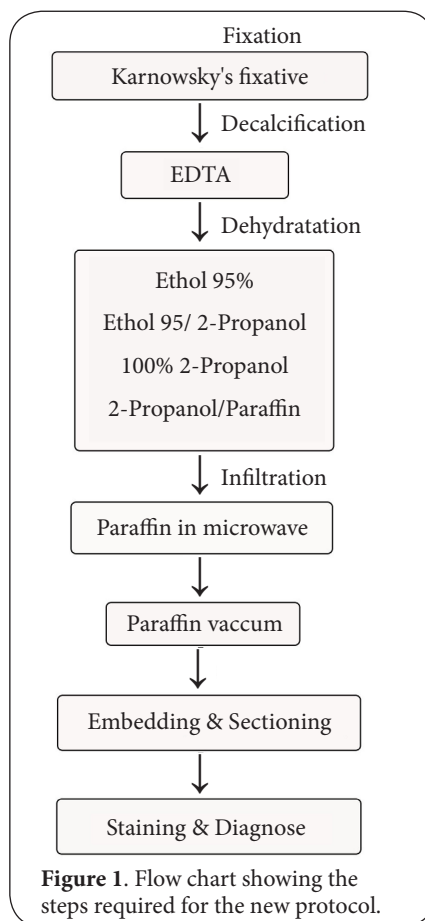 Fixation
Karnowsky's fixative
Decalcification
EDTA
Dehydratation
Ethol 95%
Ethol 95/ 2-Propanol
100% 2-Propanol
2-Propanol/Paraffin
Infiltration
Paraffin in microwave
Paraffin vaccum
Embedding & Sectioning
Staining & Diagnose
Figure 1. Flow chart showing the
steps required for the new protocol.